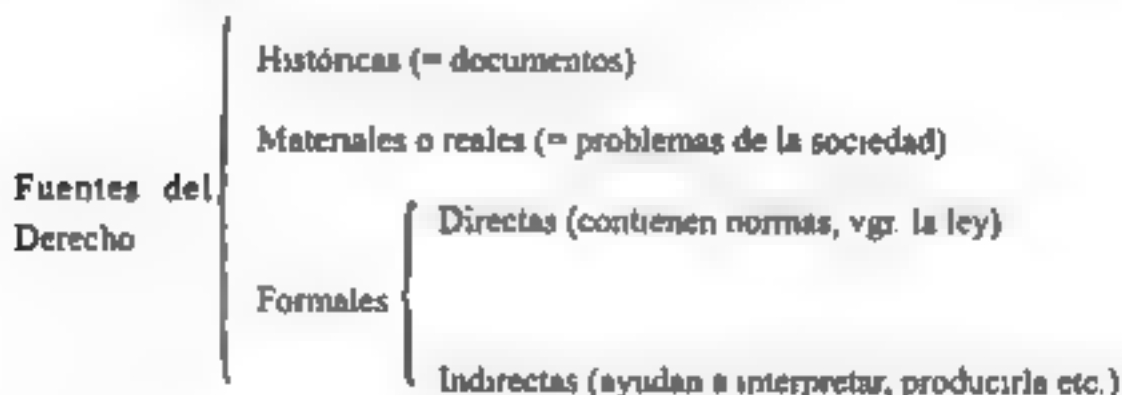 Históricas (= documentos)
Materiales o reales (= problemas de la sociedad)
Fuentes del
Derecho
Directas (contienen normas, vgr. la ley)
Formales
Indirectas (ayudan a interpretar, producirla etc.)